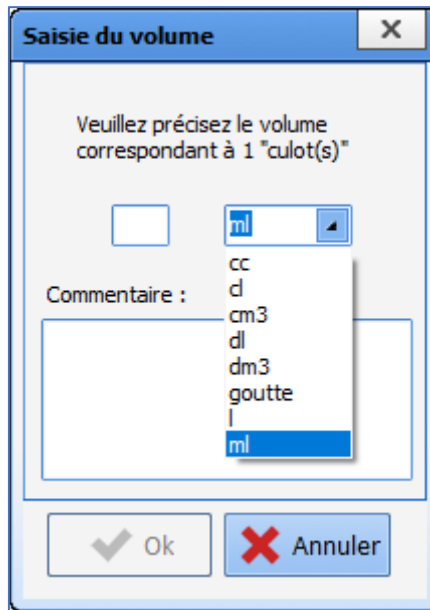 Saisie du volume
Veuillez précisez le volume
correspondant à 1 "culot(s)"
ml
cc
cl
Commentaire :
cm3
dl
dm3
goutte
l
ml
Ok
Annuler